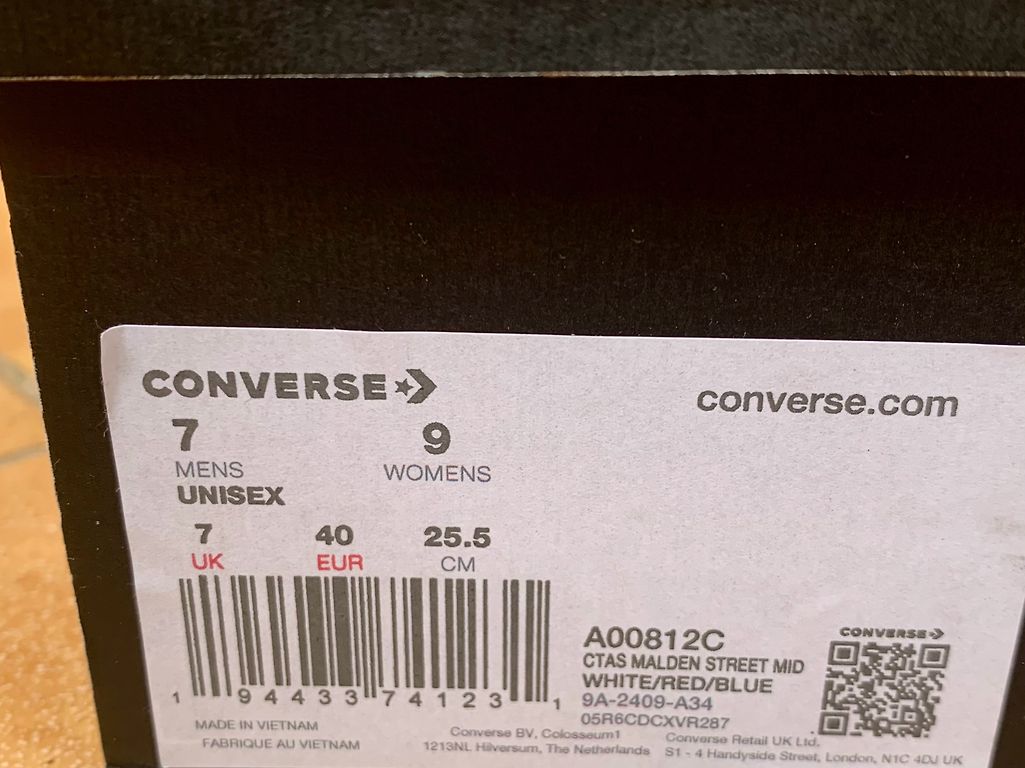 CONVERSE
converse.com
7 9
MENS WOMENS
UNISEX
7 40 25.5
UK EUR CM
1 94433 74123 1
A00812C
CTAS MALDEN STREET MID
WHITE/RED/BLUE
9A-2409-A34
05R6CDCXVR287
CONVERSE
MADE IN VIETNAM
FABRIQUE AU VIETNAM
Converse BV, Colosseum1
1213NL Hilversum, The Netherlands
Converse Retail UK Ltd.
S1 - 4 Handyside Street, London, N1C 4DJ UK